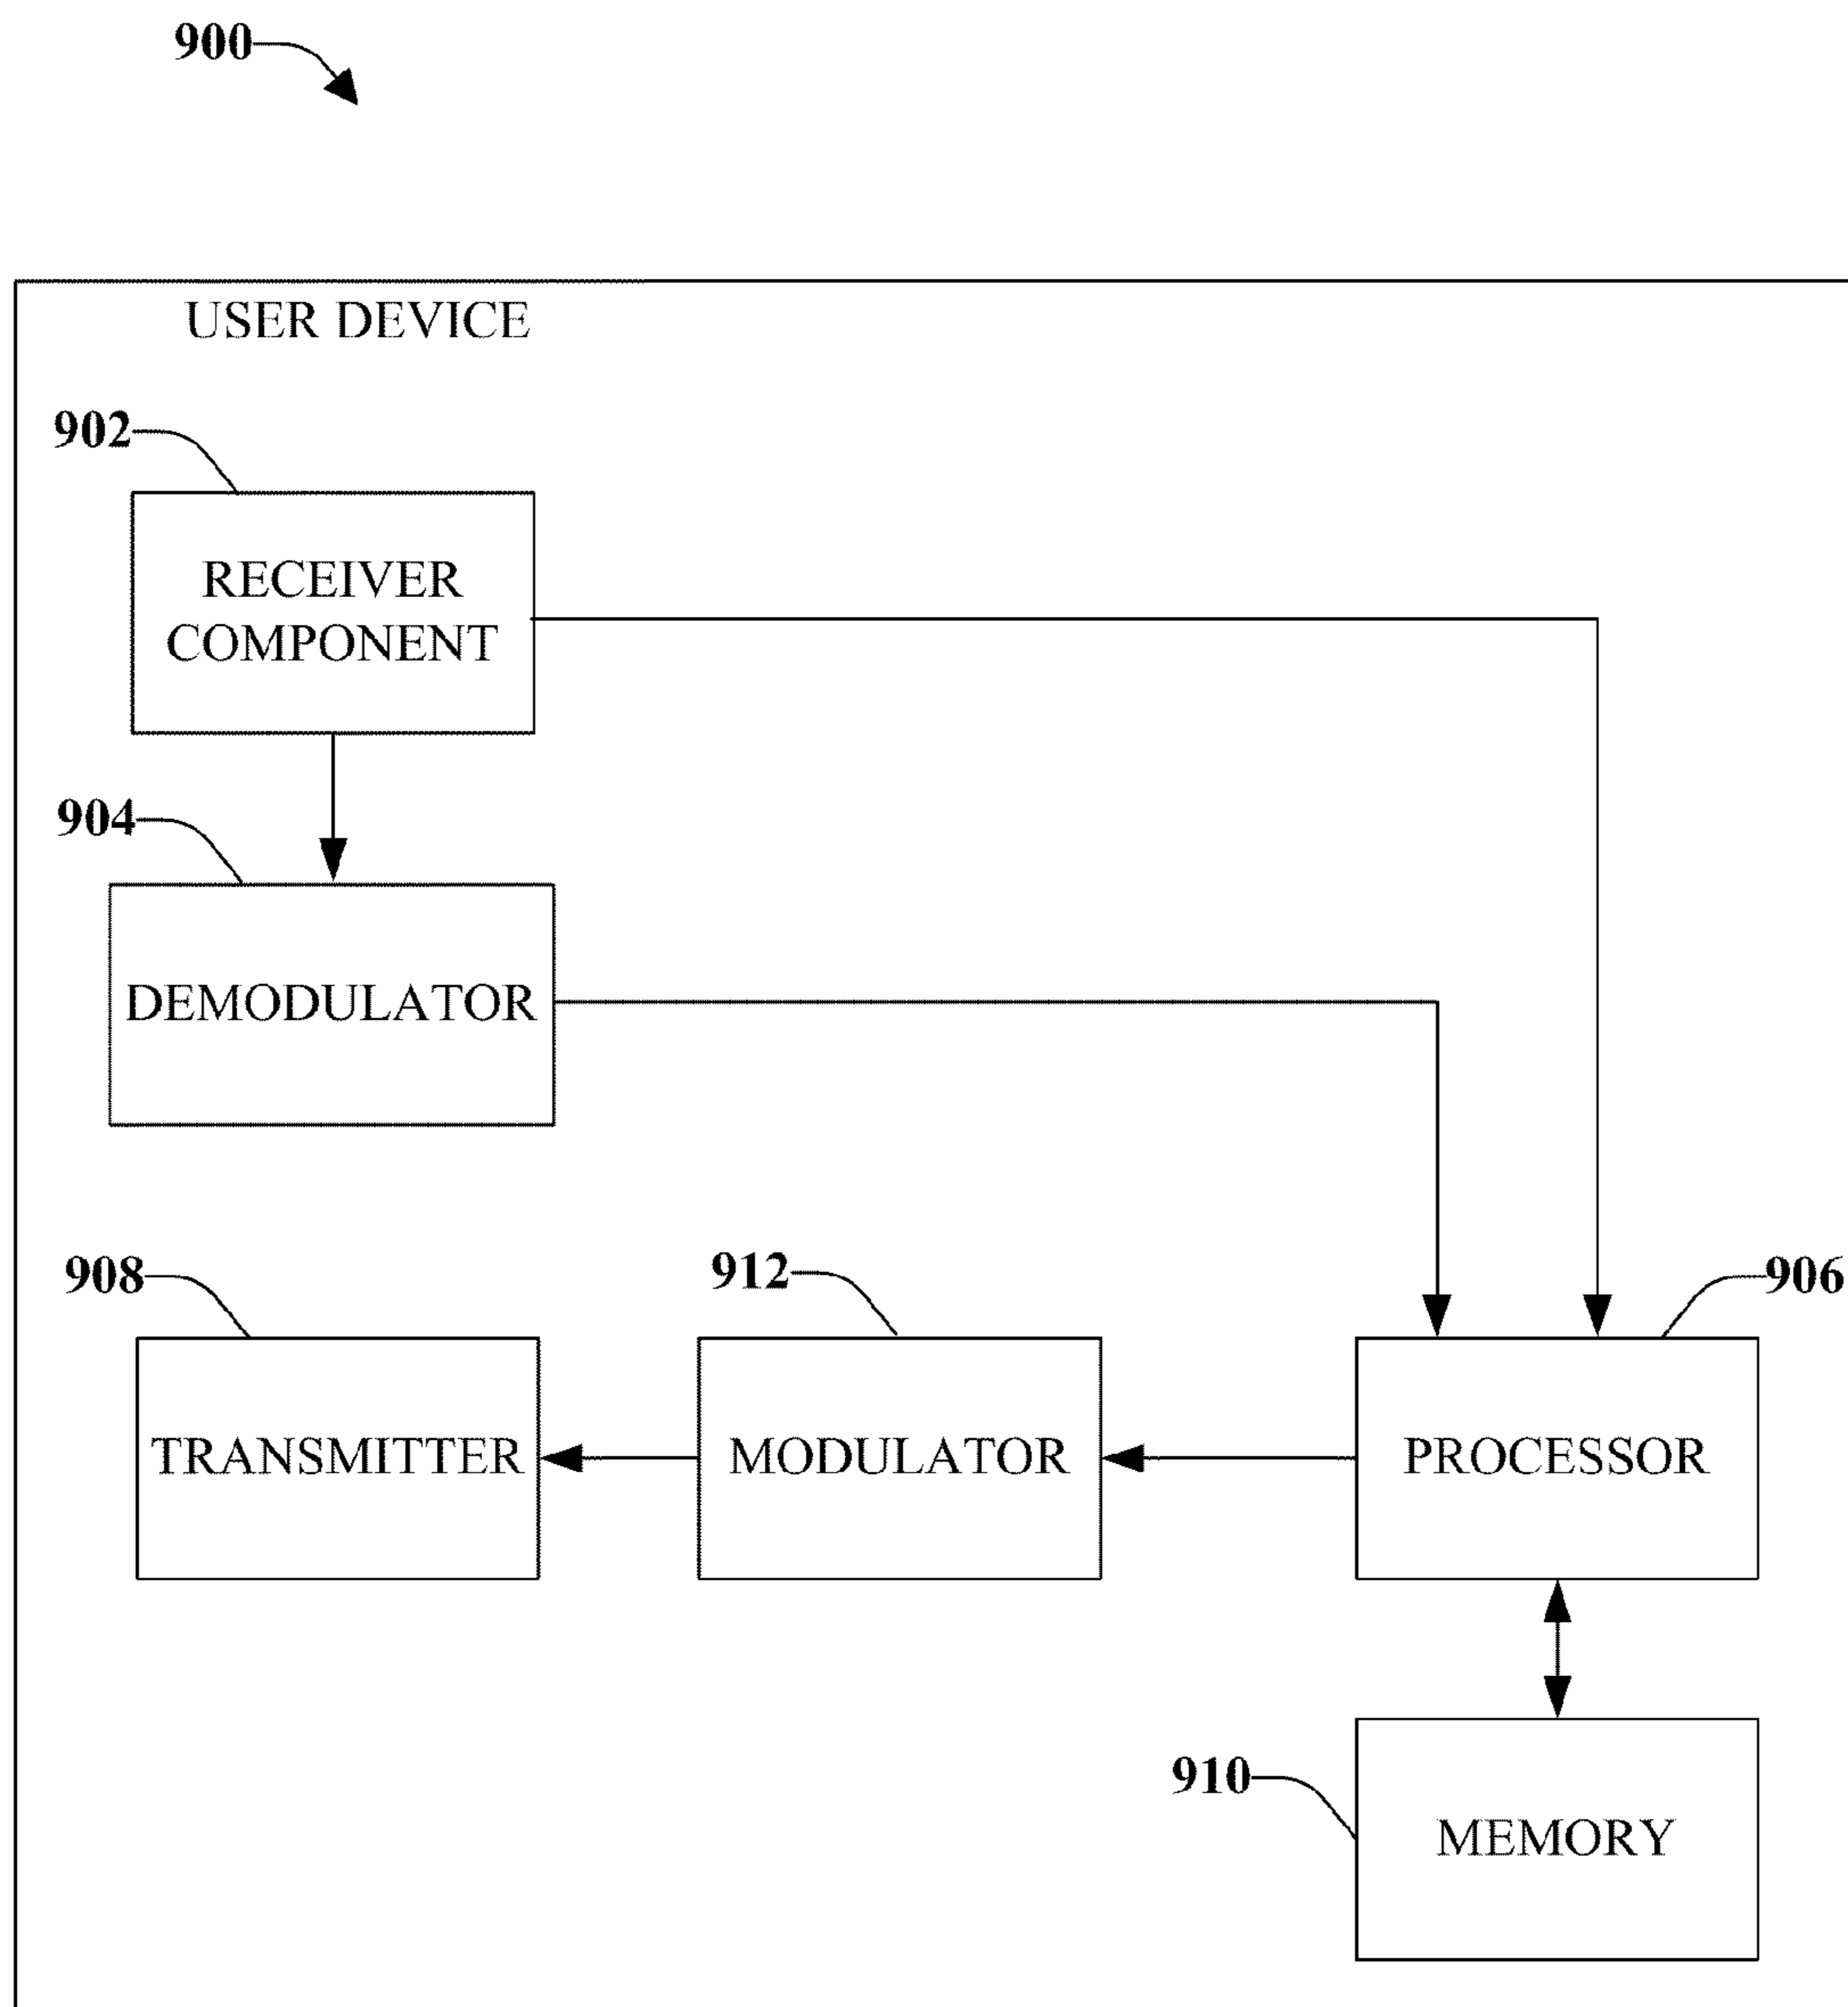 900
USER DEVICE
902
RECEIVER
COMPONENT
904
DEMODULATOR
908
912
906
TRANSMITTER
MODULATOR
PROCESSOR
910
MEMORY